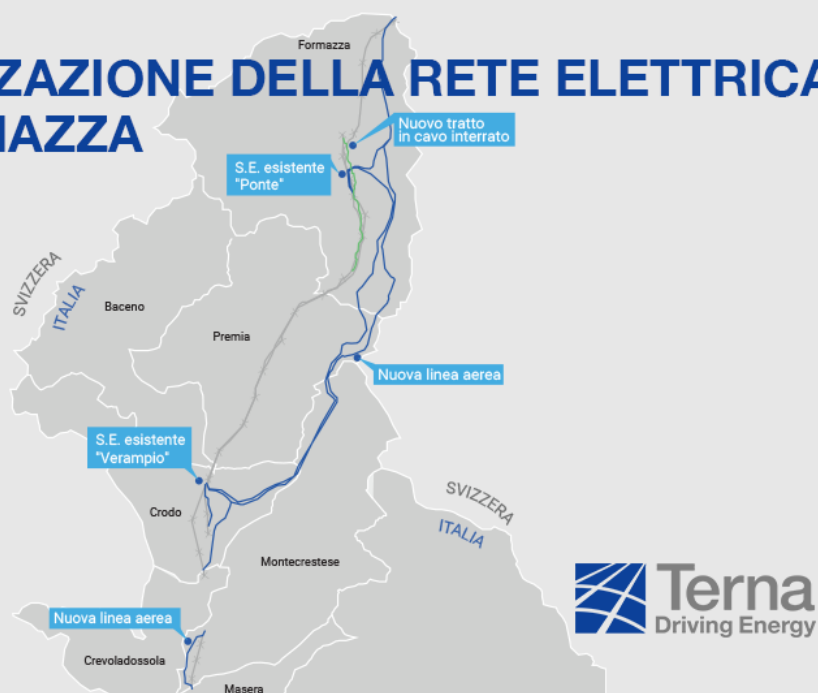 Formazza
ZAZIONE DELLA RETE ELETTRICA
MAZZA
Nuovo tratto
in cavo interrato
S.E. esistente
"Ponte"
SVIZZERA
ITALIA
Baceno
Premia
Nuova linea aerea
S.E. esistente
"Verampio"
SVIZZERA
ITALIA
Crodo
Montecrestese
Terna
Driving Energy
Nuova linea aerea
Crevoladossola
Masera